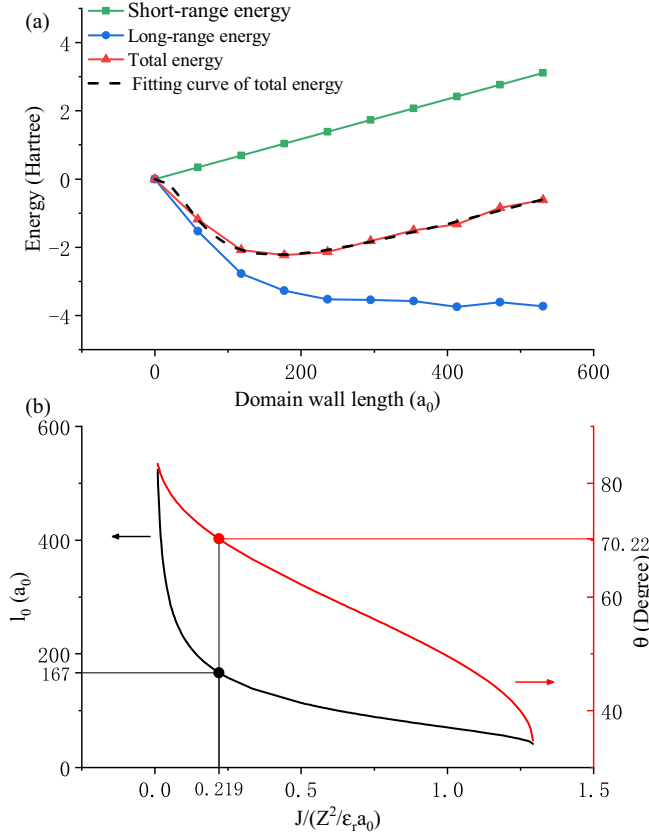 (a)
Short-range energy
Long-range energy
Total energy
Fitting curve of total energy
Energy (Hartree)
4
2
0
−2
−4
0 200 400 600
Domain wall length (a₀)
(b)
l₀ (a₀)
600
400
200
167
0
80
70.22
60
40
θ (Degree)
0.0 0.219 0.5 1.0 1.5
J/(Z²/εᵣa₀)